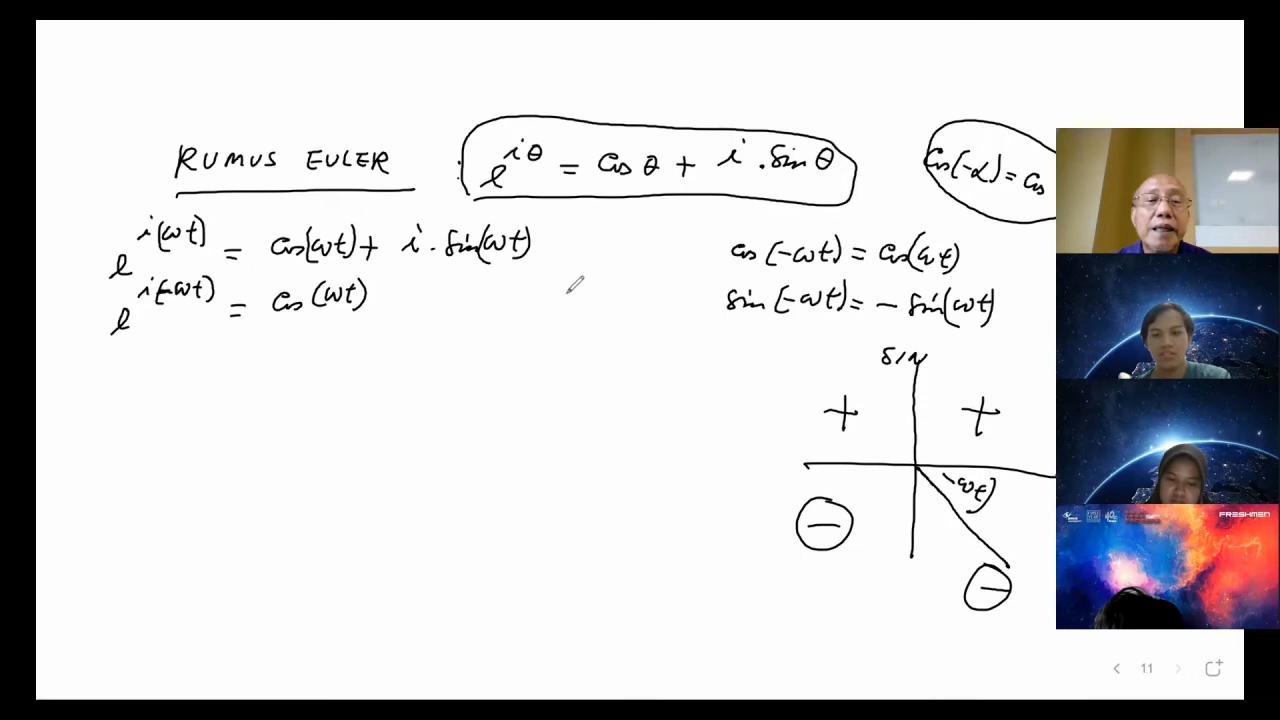 RUMUS EULER : e^{iθ} = cos θ + i . sin θ
cos(-α) = cos
e^{i(ωt)} = cos(ωt) + i . sin(ωt)
e^{i(-ωt)} = cos(ωt)
cos(-ωt) = cos(ωt)
sin(-ωt) = - sin(ωt)
SIN
+ +
-ωt
- -
FRESHMEN
11